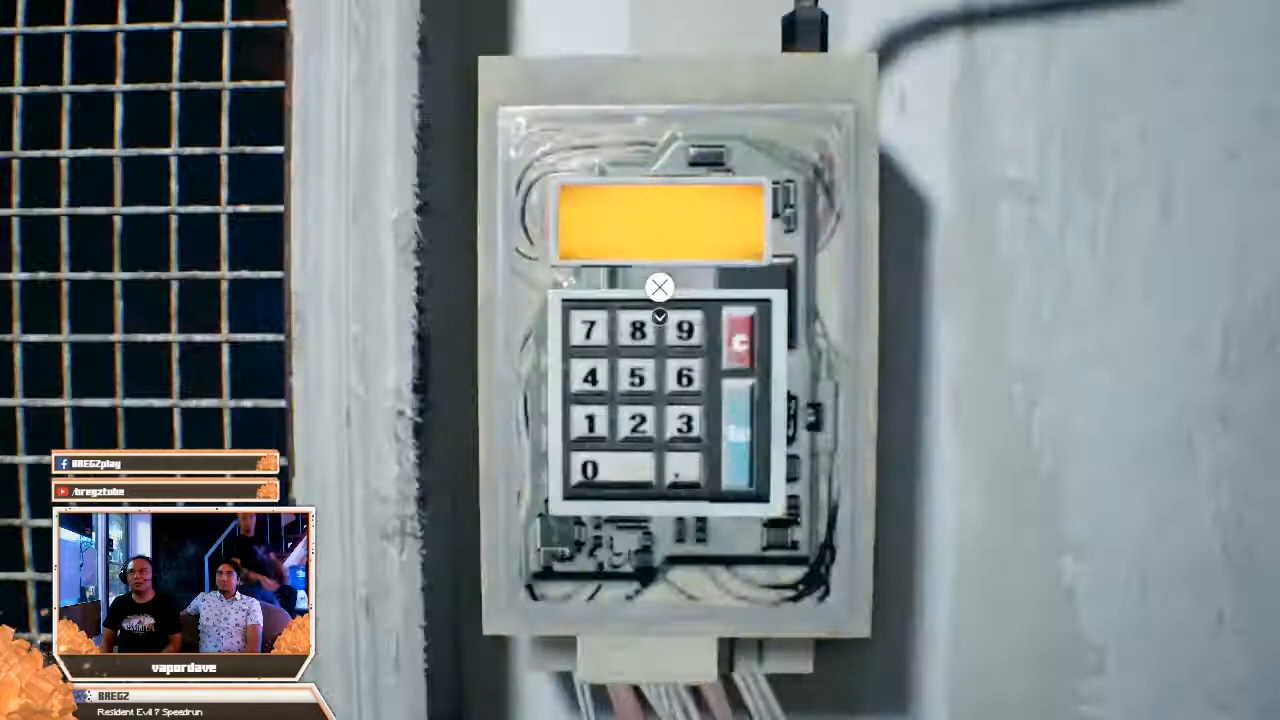 7 8 9 C
4 5 6
1 2 3
0 .
BREGZplay
/bregztube
vapordave
BREGZ
Resident Evil 7 Speedrun